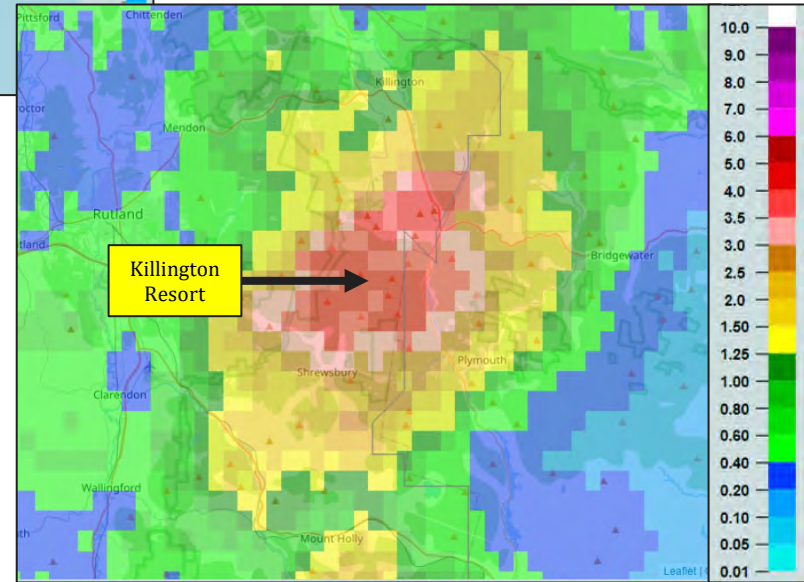 Pittsford
Chittenden
Killington
Mendon
Rutland
Killington
Resort
Bridgewater
Plymouth
Shrewsbury
Clarendon
Wallingford
Mount Holly
Leaflet |
10.0
9.0
8.0
7.0
6.0
5.0
4.0
3.5
3.0
2.5
2.0
1.50
1.25
1.00
0.80
0.60
0.40
0.20
0.10
0.05
0.01